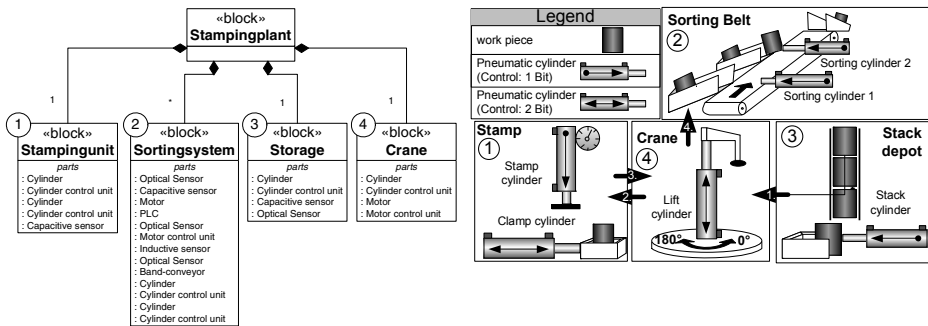 «block»
Stampingplant
1
*
1
1
1
«block»
Stampingunit
parts
: Cylinder
: Cylinder control unit
: Cylinder
: Cylinder control unit
: Capacitive sensor
2
«block»
Sortingsystem
parts
: Optical Sensor
: Capacitive sensor
: Motor
: PLC
: Optical Sensor
: Motor control unit
: Inductive sensor
: Optical Sensor
: Band-conveyor
: Cylinder
: Cylinder control unit
: Cylinder
: Cylinder control unit
3
«block»
Storage
parts
: Cylinder
: Cylinder control unit
: Capacitive sensor
: Optical Sensor
4
«block»
Crane
parts
: Cylinder
: Cylinder control unit
: Motor
: Motor control unit
Legend
work piece
Pneumatic cylinder
(Control: 1 Bit)
Pneumatic cylinder
(Control: 2 Bit)
Sorting Belt
2
Sorting cylinder 2
Sorting cylinder 1
Stamp
1
Stamp
cylinder
Clamp cylinder
3
2
Crane
4
4
Lift
cylinder
180°
0°
1
3
Stack
depot
Stack
cylinder